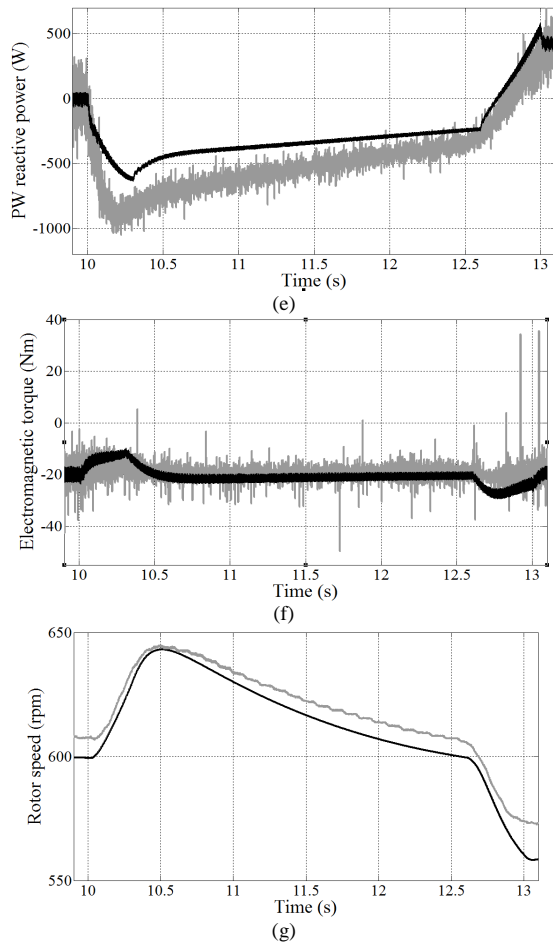 PW reactive power (W)
500
0
-500
-1000
10 10.5 11 11.5 12 12.5 13
Time (s)
(e)
Electromagnetic torque (Nm)
40
20
0
-20
-40
10 10.5 11 11.5 12 12.5 13
Time (s)
(f)
Rotor speed (rpm)
650
600
550
10 10.5 11 11.5 12 12.5 13
Time (s)
(g)